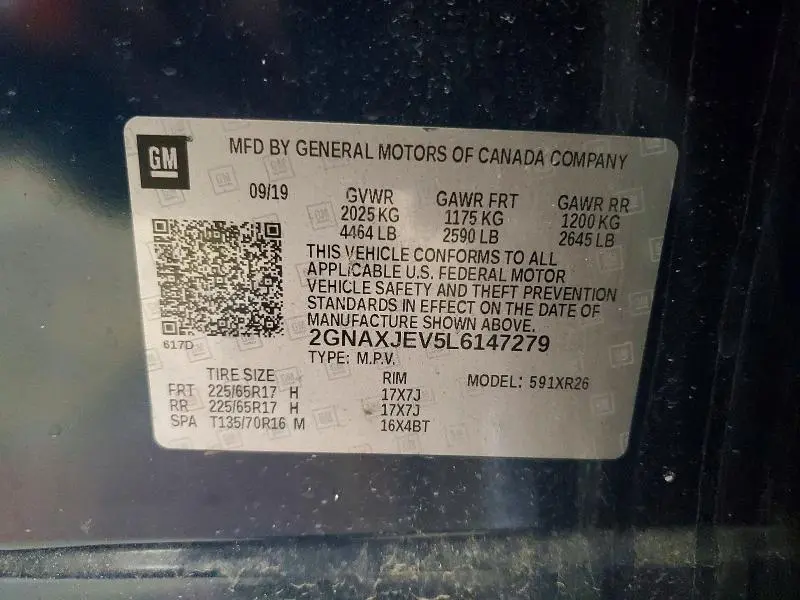 GM MFD BY GENERAL MOTORS OF CANADA COMPANY
09/19 GVWR GAWR FRT GAWR RR
2025 KG 1175 KG 1200 KG
4464 LB 2590 LB 2645 LB
THIS VEHICLE CONFORMS TO ALL
APPLICABLE U.S. FEDERAL MOTOR
VEHICLE SAFETY AND THEFT PREVENTION
STANDARDS IN EFFECT ON THE DATE OF
MANUFACTURE SHOWN ABOVE.
617D 2GNAXJEV5L6147279
TYPE: M.P.V.
TIRE SIZE RIM MODEL: 591XR26
FRT 225/65R17 H 17X7J
RR 225/65R17 H 17X7J
SPA T135/70R16 M 16X4BT